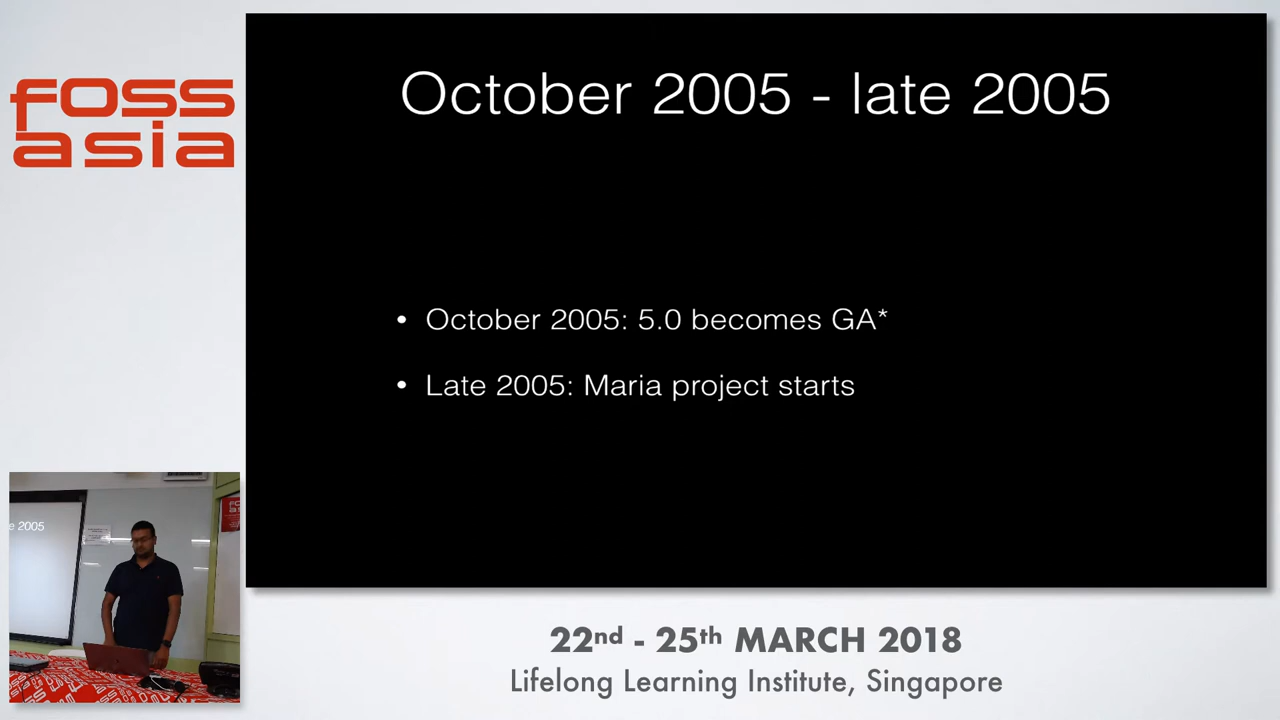 foss
asia
October 2005 - late 2005
• October 2005: 5.0 becomes GA*
• Late 2005: Maria project starts
e 2005
22nd - 25th MARCH 2018
Lifelong Learning Institute, Singapore